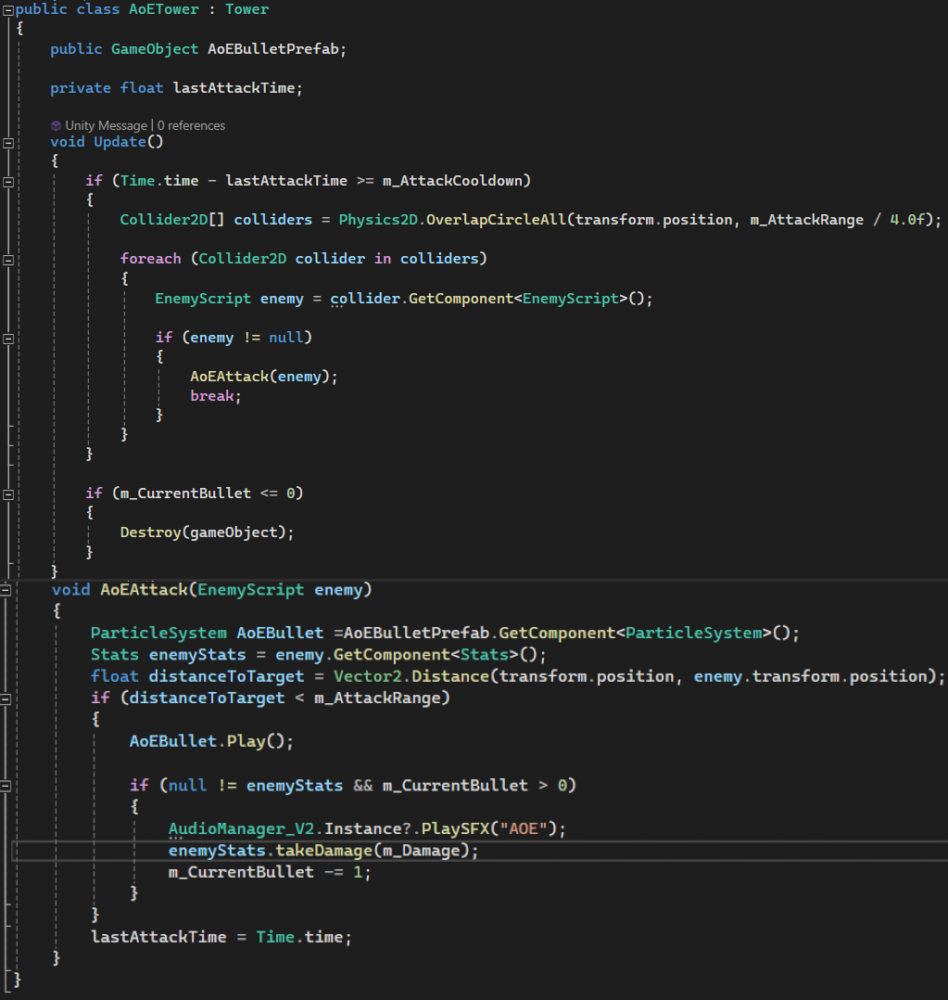 public class AoETower : Tower
{
public GameObject AoEBulletPrefab;
private float lastAttackTime;
Unity Message | 0 references
void Update()
{
if (Time.time - lastAttackTime >= m_AttackCooldown)
{
Collider2D[] colliders = Physics2D.OverlapCircleAll(transform.position, m_AttackRange / 4.0f);
foreach (Collider2D collider in colliders)
{
EnemyScript enemy = collider.GetComponent<EnemyScript>();
if (enemy != null)
{
AoEAttack(enemy);
break;
}
}
}
if (m_CurrentBullet <= 0)
{
Destroy(gameObject);
}
}
void AoEAttack(EnemyScript enemy)
{
ParticleSystem AoEBullet =AoEBulletPrefab.GetComponent<ParticleSystem>();
Stats enemyStats = enemy.GetComponent<Stats>();
float distanceToTarget = Vector2.Distance(transform.position, enemy.transform.position);
if (distanceToTarget < m_AttackRange)
{
AoEBullet.Play();
if (null != enemyStats && m_CurrentBullet > 0)
{
AudioManager_V2.Instance?.PlaySFX("AOE");
enemyStats.takeDamage(m_Damage);
m_CurrentBullet -= 1;
}
}
lastAttackTime = Time.time;
}
}